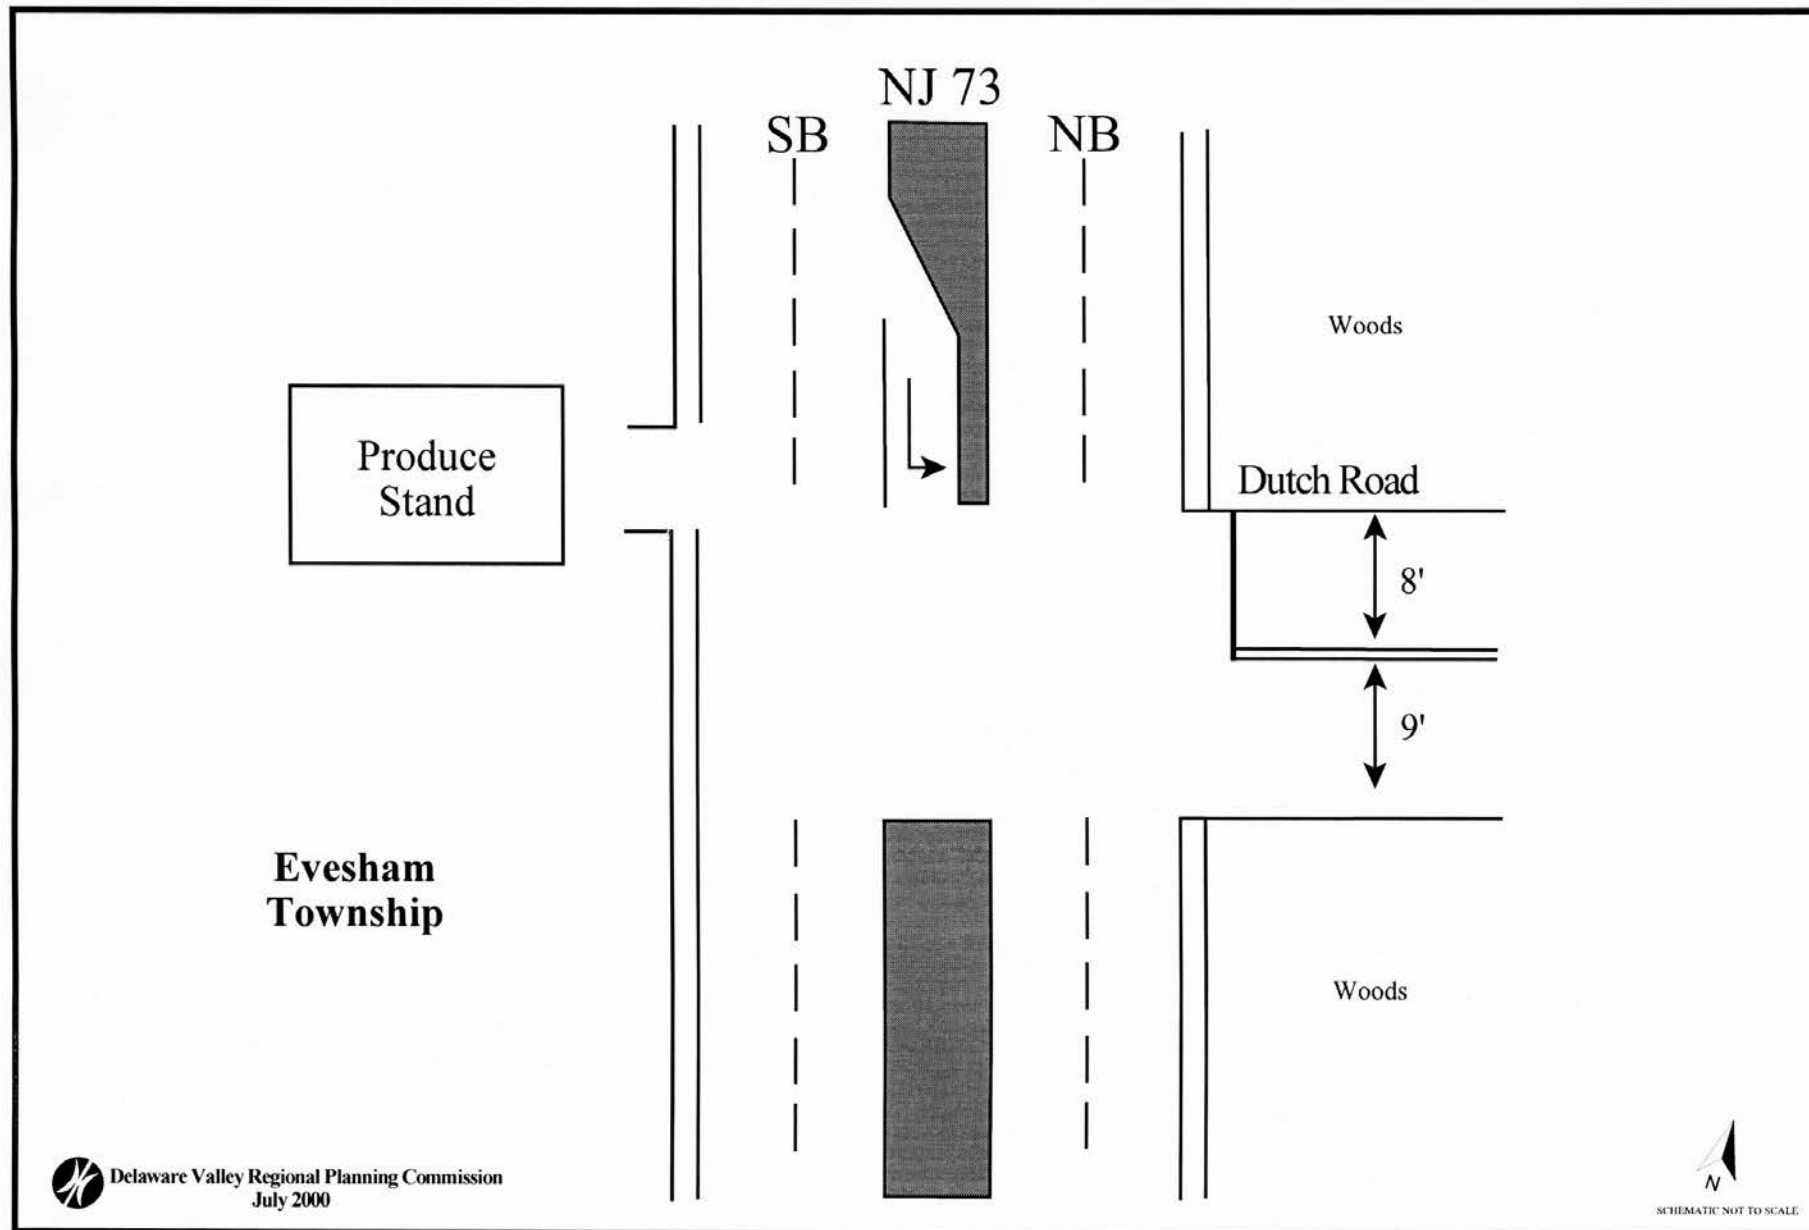 NJ 73
SB
NB
Woods
Produce
Stand
Dutch Road
8'
9'
Evesham
Township
Woods
Delaware Valley Regional Planning Commission
July 2000
N
SCHEMATIC NOT TO SCALE